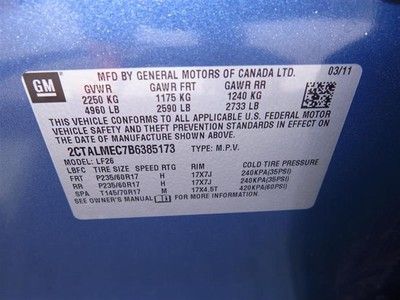 GM
MFD BY GENERAL MOTORS OF CANADA LTD. 03/11
GVWR GAWR FRT GAWR RR
2250 KG 1175 KG 1240 KG
4960 LB 2590 LB 2733 LB
THIS VEHICLE CONFORMS TO ALL APPLICABLE U.S. FEDERAL MOTOR
VEHICLE SAFETY AND THEFT PREVENTION STANDARDS IN EFFECT ON
THE DATE OF MANUFACTURE SHOWN ABOVE.
2CTALMEC7B6385173 TYPE: M.P.V.
MODEL: LF26
LBFC TIRE SIZE SPEED RTG RIM COLD TIRE PRESSURE
FRT P235/60R17 H 17X7J 240KPA(35PSI)
RR P235/60R17 H 17X7J 240KPA(35PSI)
SPA T145/70R17 M 17X4.5T 420KPA(60PSI)
SEE OWNER'S MANUAL FOR ADDITIONAL INFORMATION.